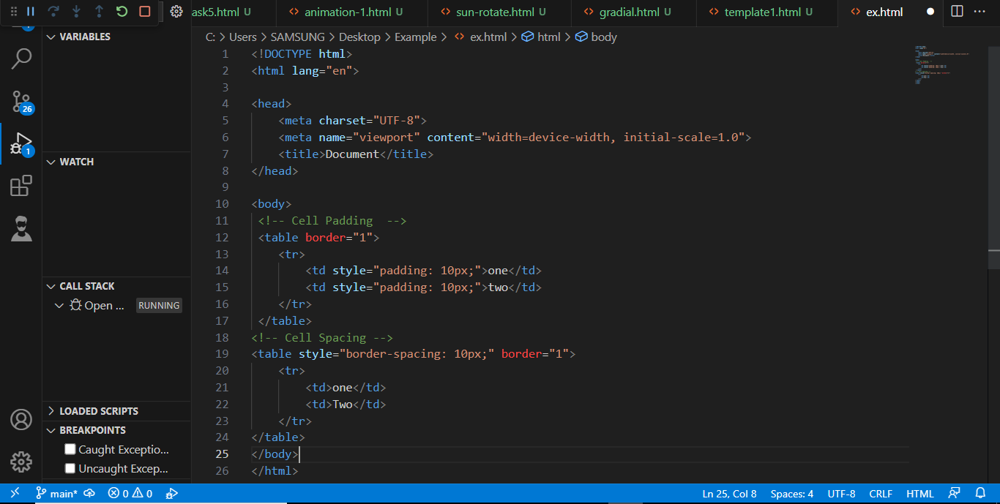 ask5.html U
animation-1.html U
sun-rotate.html U
gradial.html U
template1.html U
ex.html
C: > Users > SAMSUNG > Desktop > Example > ex.html > html > body
VARIABLES
WATCH
CALL STACK
Open ... RUNNING
LOADED SCRIPTS
BREAKPOINTS
Caught Exceptio...
Uncaught Excep...
26
1
1 <!DOCTYPE html>
2 <html lang="en">
3
4 <head>
5 <meta charset="UTF-8">
6 <meta name="viewport" content="width=device-width, initial-scale=1.0">
7 <title>Document</title>
8 </head>
9
10 <body>
11 <!-- Cell Padding  -->
12 <table border="1">
13 <tr>
14 <td style="padding: 10px;">one</td>
15 <td style="padding: 10px;">two</td>
16 </tr>
17 </table>
18 <!-- Cell Spacing -->
19 <table style="border-spacing: 10px;" border="1">
20 <tr>
21 <td>one</td>
22 <td>Two</td>
23 </tr>
24 </table>
25 </body>
26 </html>
main* 0 0 Ln 25, Col 8 Spaces: 4 UTF-8 CRLF HTML